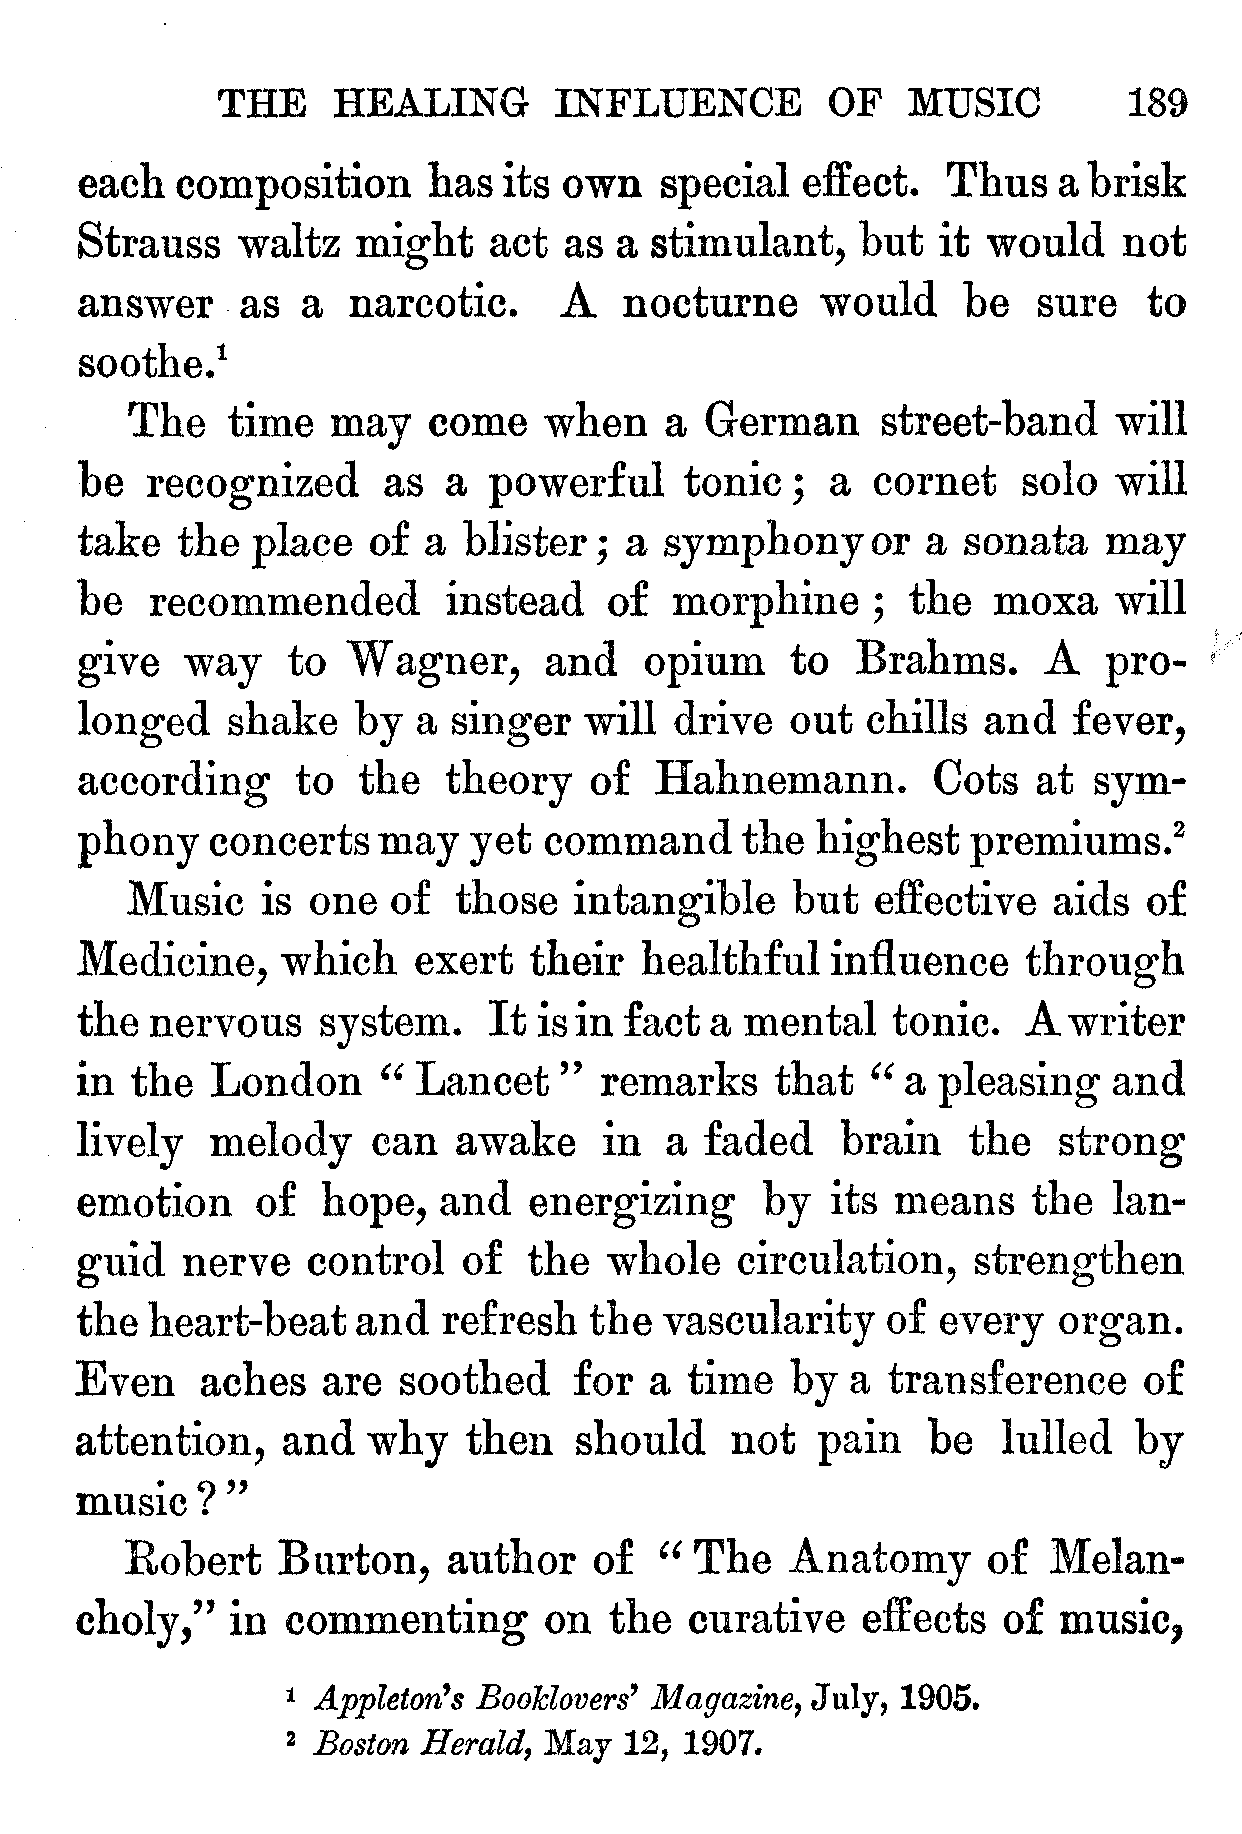 THE HEALING INFLUENCE OF MUSIC 189
each composition has its own special effect. Thus a brisk
Strauss waltz might act as a stimulant, but it would not
answer as a narcotic. A nocturne would be sure to
soothe.¹
The time may come when a German street-band will
be recognized as a powerful tonic; a cornet solo will
take the place of a blister; a symphony or a sonata may
be recommended instead of morphine; the moxa will
give way to Wagner, and opium to Brahms. A pro-
longed shake by a singer will drive out chills and fever,
according to the theory of Hahnemann. Cots at sym-
phony concerts may yet command the highest premiums.²
Music is one of those intangible but effective aids of
Medicine, which exert their healthful influence through
the nervous system. It is in fact a mental tonic. A writer
in the London “Lancet” remarks that “a pleasing and
lively melody can awake in a faded brain the strong
emotion of hope, and energizing by its means the lan-
guid nerve control of the whole circulation, strengthen
the heart-beat and refresh the vascularity of every organ.
Even aches are soothed for a time by a transference of
attention, and why then should not pain be lulled by
music?”
Robert Burton, author of “The Anatomy of Melan-
choly,” in commenting on the curative effects of music,
¹ Appleton's Booklovers' Magazine, July, 1905.
² Boston Herald, May 12, 1907.